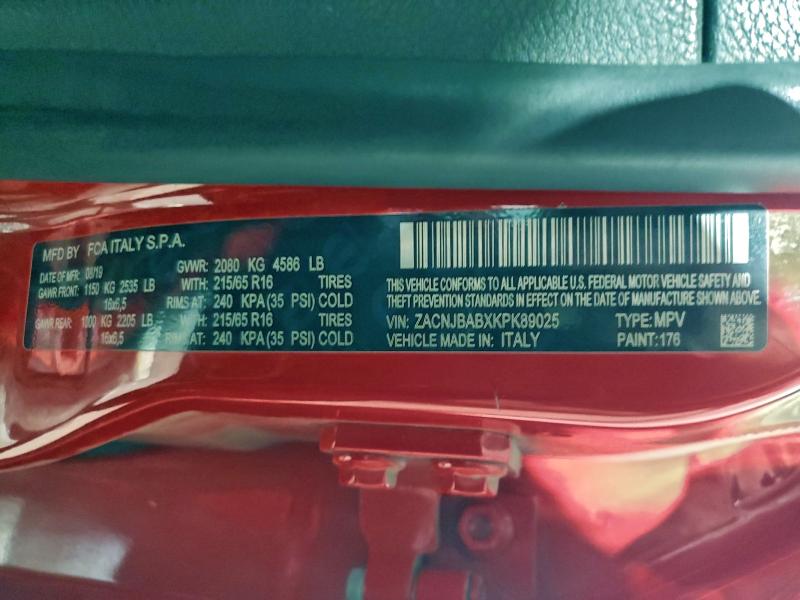 MFD BY FCA ITALY S.P.A.
DATE OF MFR: 08/19 GVWR: 2080 KG 4586 LB
GAWR FRONT: 1150 KG 2535 LB WITH: 215/65 R16 TIRES
16x6,5 RIMS AT: 240 KPA (35 PSI) COLD
GAWR REAR: 1000 KG 2205 LB WITH: 215/65 R16 TIRES
16x6,5 RIMS AT: 240 KPA (35 PSI) COLD
THIS VEHICLE CONFORMS TO ALL APPLICABLE U.S. FEDERAL MOTOR VEHICLE SAFETY AND
THEFT PREVENTION STANDARDS IN EFFECT ON THE DATE OF MANUFACTURE SHOWN ABOVE.
VIN: ZACNJBABXKPK89025 TYPE: MPV
VEHICLE MADE IN: ITALY PAINT: 176